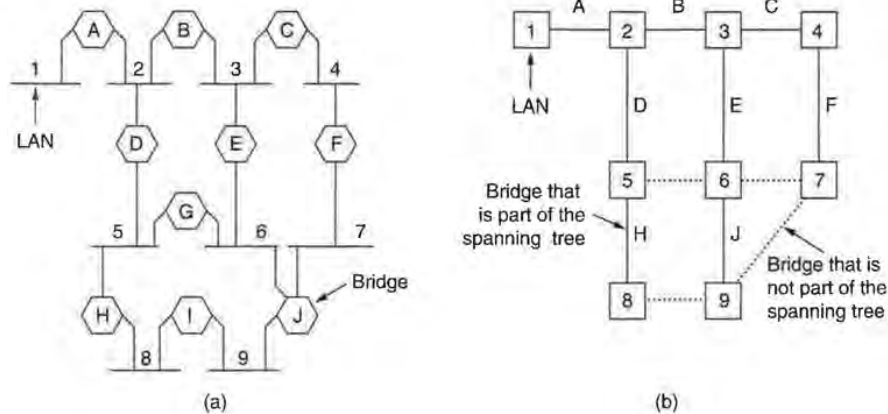 A
B
C
1
2
3
4
LAN
D
E
F
G
5
6
7
Bridge
H
I
J
8
9
(a)
A
B
C
1
2
3
4
LAN
D
E
F
5
6
7
Bridge that
is part of the
spanning tree
H
J
Bridge that is
not part of the
spanning tree
8
9
(b)